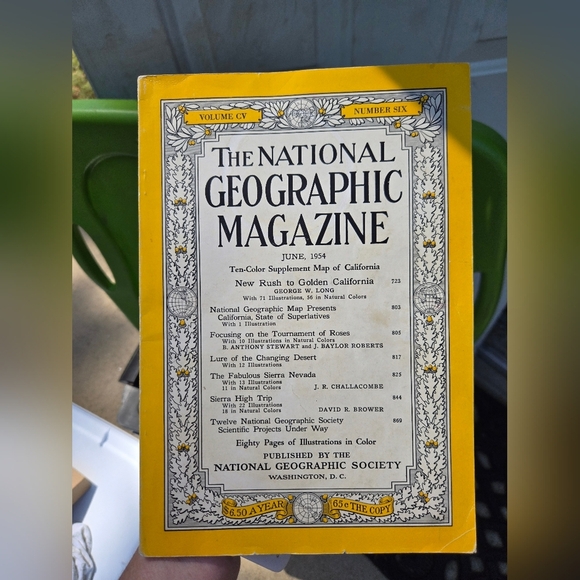 VOLUME CV
NUMBER SIX
THE NATIONAL
GEOGRAPHIC
MAGAZINE
JUNE, 1954
Ten-Color Supplement Map of California
New Rush to Golden California 723
GEORGE W. LONG
With 71 Illustrations, 56 in Natural Colors
National Geographic Map Presents 803
California, State of Superlatives
With 1 Illustration
Focusing on the Tournament of Roses 805
With 10 Illustrations in Natural Colors
B. ANTHONY STEWART and J. BAYLOR ROBERTS
Lure of the Changing Desert 817
With 12 Illustrations
The Fabulous Sierra Nevada 825
With 13 Illustrations
11 in Natural Colors J. R. CHALLACOMBE
Sierra High Trip 844
With 22 Illustrations
18 in Natural Colors DAVID R. BROWER
Twelve National Geographic Society 869
Scientific Projects Under Way
Eighty Pages of Illustrations in Color
PUBLISHED BY THE
NATIONAL GEOGRAPHIC SOCIETY
WASHINGTON, D. C.
$6.50 A YEAR
65c THE COPY